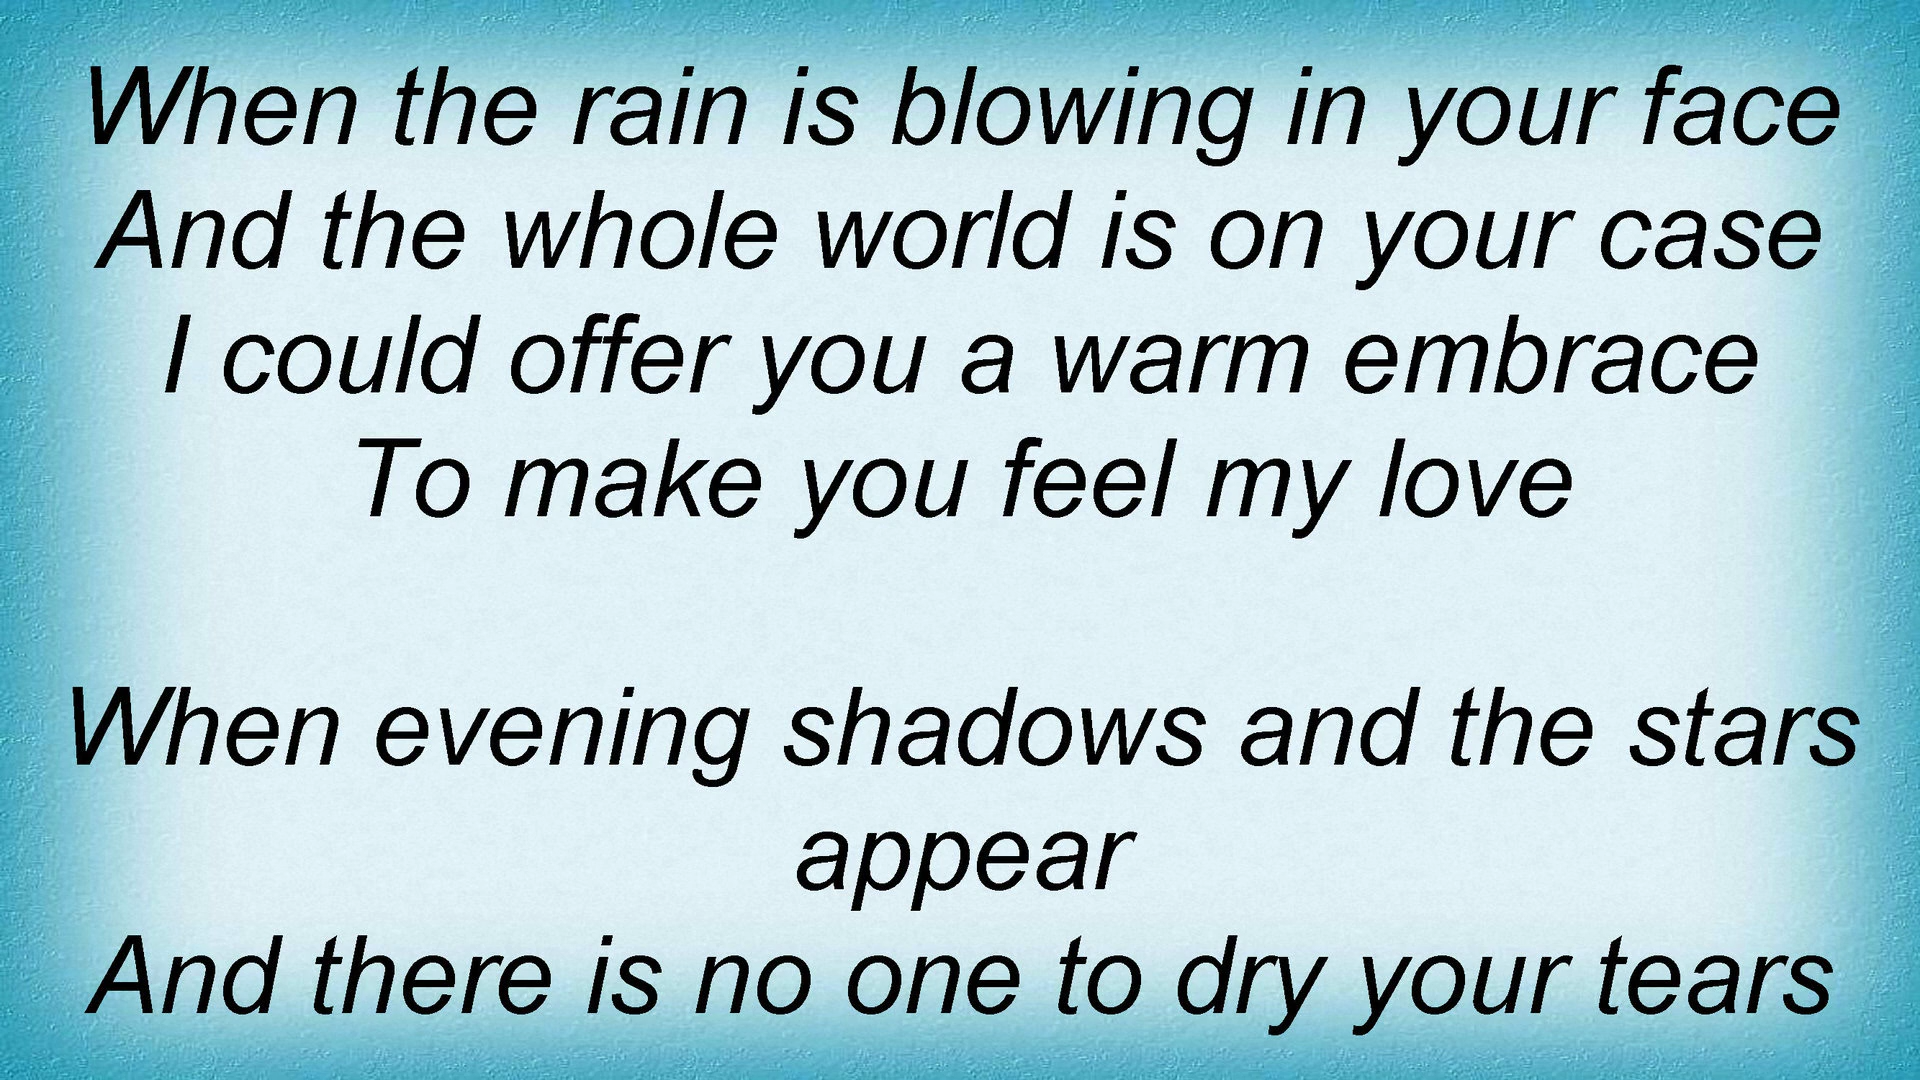 When the rain is blowing in your face
And the whole world is on your case
I could offer you a warm embrace
To make you feel my love
When evening shadows and the stars
appear
And there is no one to dry your tears